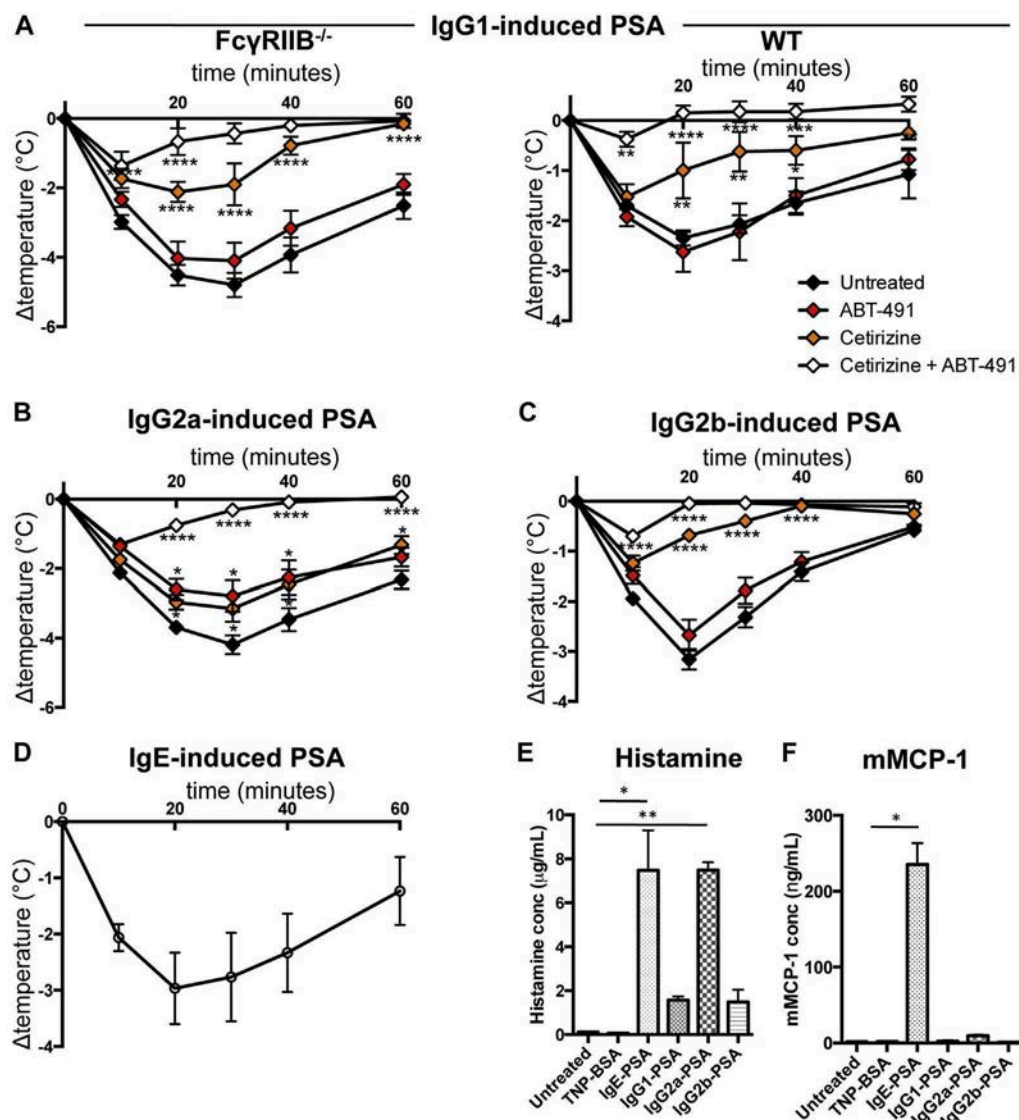 A
IgG1-induced PSA
FcγRIIB-/-
WT
time (minutes)
20 40 60
0
-2
-4
-6
Δtemperature (°C)
**** **** **** **** ****
time (minutes)
20 40 60
0
-1
-2
-3
-4
Δtemperature (°C)
** **** **** ***
** ** *
Untreated
ABT-491
Cetirizine
Cetirizine + ABT-491
B
IgG2a-induced PSA
time (minutes)
20 40 60
0
-2
-4
-6
Δtemperature (°C)
**** **** **** ****
* * * *
* * *
C
IgG2b-induced PSA
time (minutes)
20 40 60
0
-1
-2
-3
-4
Δtemperature (°C)
**** **** **** ****
D
IgE-induced PSA
time (minutes)
0 20 40 60
0
-1
-2
-3
-4
Δtemperature (°C)
E
Histamine
*
**
10
8
6
4
2
0
Histamine conc (μg/mL)
Untreated
TNP-BSA
IgE-PSA
IgG1-PSA
IgG2a-PSA
IgG2b-PSA
F
mMCP-1
*
300
200
100
0
mMCP-1 conc (ng/mL)
Untreated
TNP-BSA
IgE-PSA
IgG1-PSA
IgG2a-PSA
IgG2b-PSA